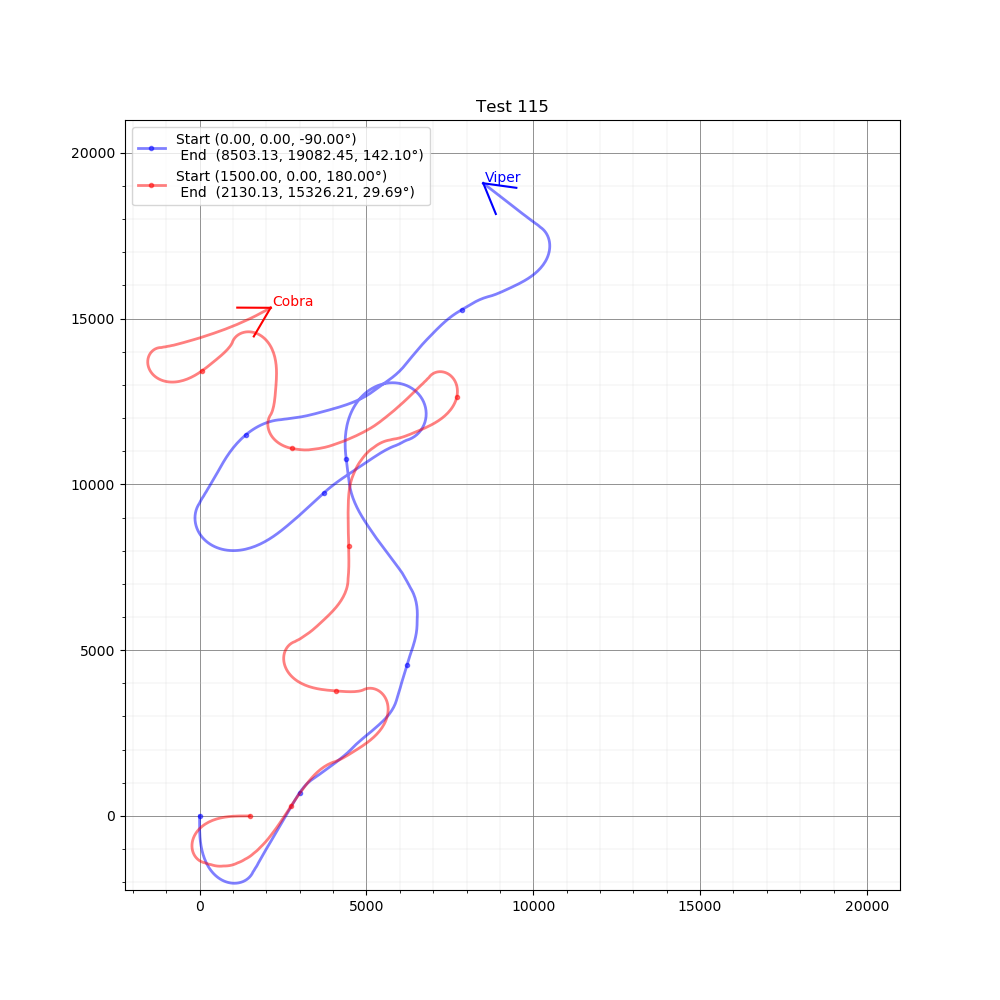 Test 115
Start (0.00, 0.00, -90.00°)
End  (8503.13, 19082.45, 142.10°)
Start (1500.00, 0.00, 180.00°)
End  (2130.13, 15326.21, 29.69°)
Viper
Cobra
20000
15000
10000
5000
0
0
5000
10000
15000
20000